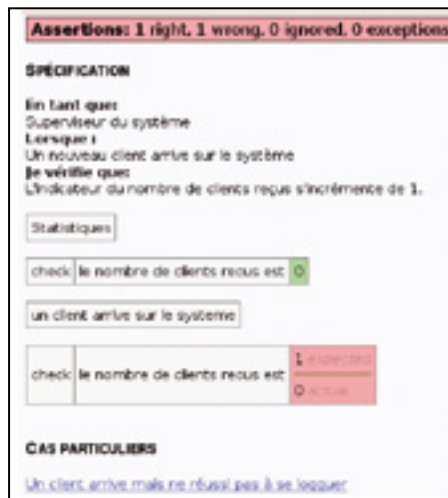 Assertions: 1 right, 1 wrong, 0 ignored, 0 exceptions
SPÉCIFICATION
En tant que:
Superviseur du système
Lorsque :
Un nouveau client arrive sur le système
Je vérifie que:
L'indicateur du nombre de clients reçus s'incrémente de 1.
Statistiques
check le nombre de clients recus est 0
un client arrive sur le systeme
1 expected
check le nombre de clients recus est
0 actual
CAS PARTICULIERS
Un client arrive mais ne réussi pas à se logguer